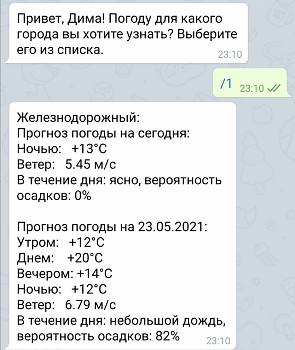 Привет, Дима! Погоду для какого
города вы хотите узнать? Выберите
его из списка.
23:10
/1 23:10
Железнодорожный:
Прогноз погоды на сегодня:
Ночью: +13°C
Ветер: 5.45 м/с
В течение дня: ясно, вероятность
осадков: 0%
Прогноз погоды на 23.05.2021:
Утром: +12°C
Днем: +20°C
Вечером: +14°C
Ночью: +12°C
Ветер: 6.79 м/с
В течение дня: небольшой дождь,
вероятность осадков: 82%
23:10